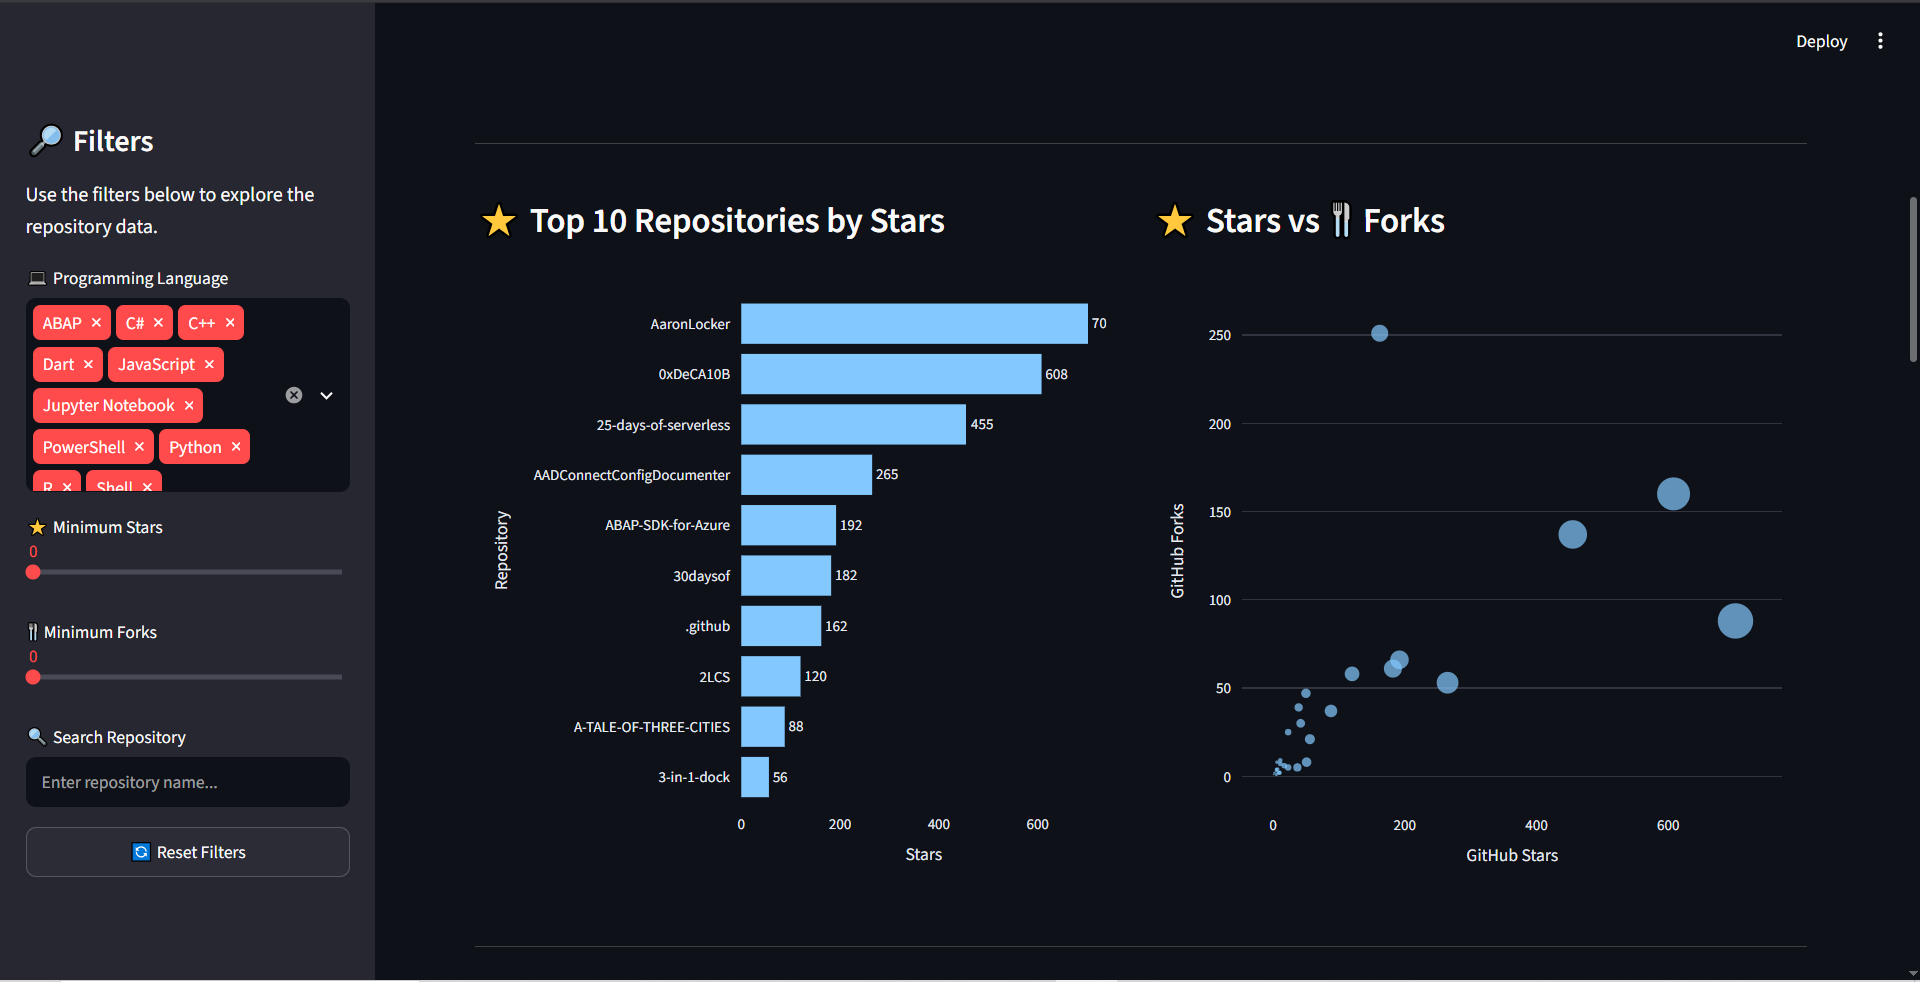 Deploy
Filters
Use the filters below to explore the
repository data.
Programming Language
ABAP × C# × C++ ×
Dart × JavaScript ×
Jupyter Notebook ×
PowerShell × Python ×
R × Shell ×
Minimum Stars
0
Minimum Forks
0
Search Repository
Enter repository name...
Reset Filters
Top 10 Repositories by Stars
Repository
AaronLocker 70
0xDeCA10B 608
25-days-of-serverless 455
AADConnectConfigDocumenter 265
ABAP-SDK-for-Azure 192
30daysof 182
.github 162
2LCS 120
A-TALE-OF-THREE-CITIES 88
3-in-1-dock 56
0 200 400 600
Stars
Stars vs Forks
GitHub Forks
250
200
150
100
50
0
0 200 400 600
GitHub Stars